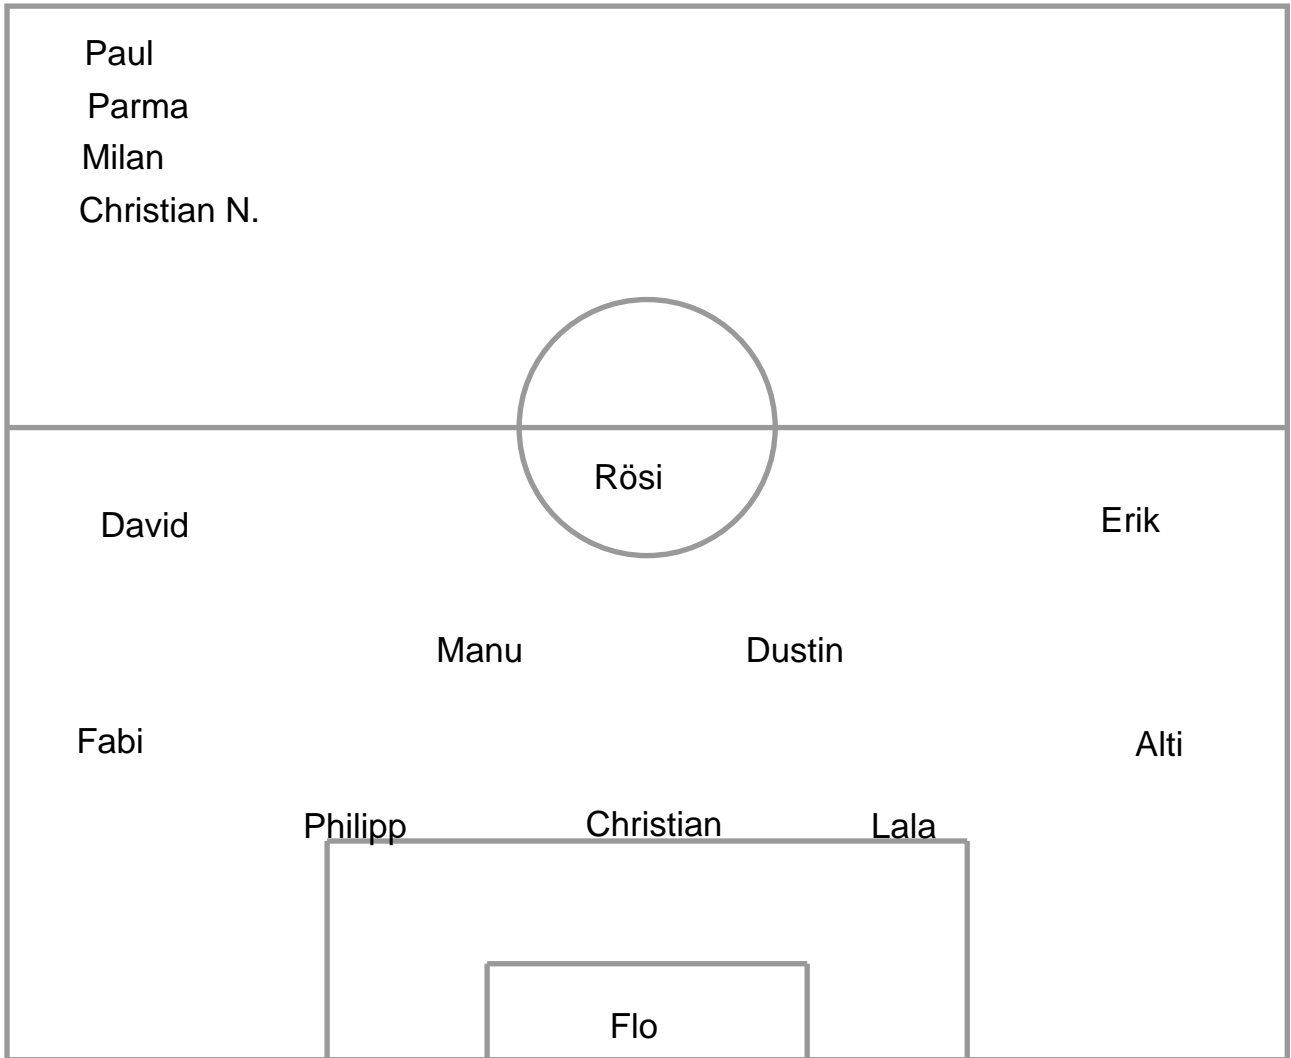 Paul
Parma
Milan
Christian N.
Rösi
David
Erik
Manu
Dustin
Fabi
Alti
Philipp
Christian
Lala
Flo